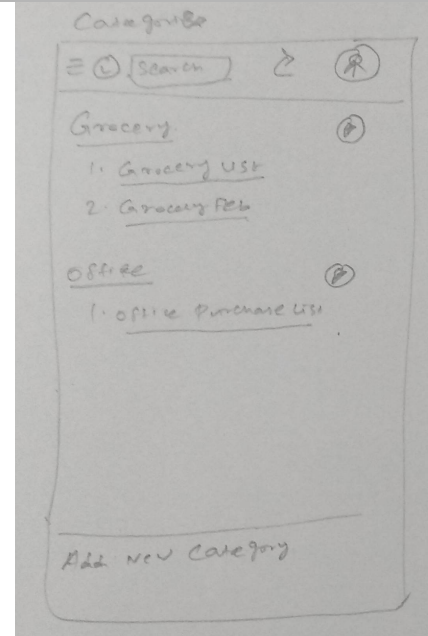 Categories
L Search
Grocery
1. Grocery List
2. Grocery Feb
Office
1. Office Purchase List
Add New Category